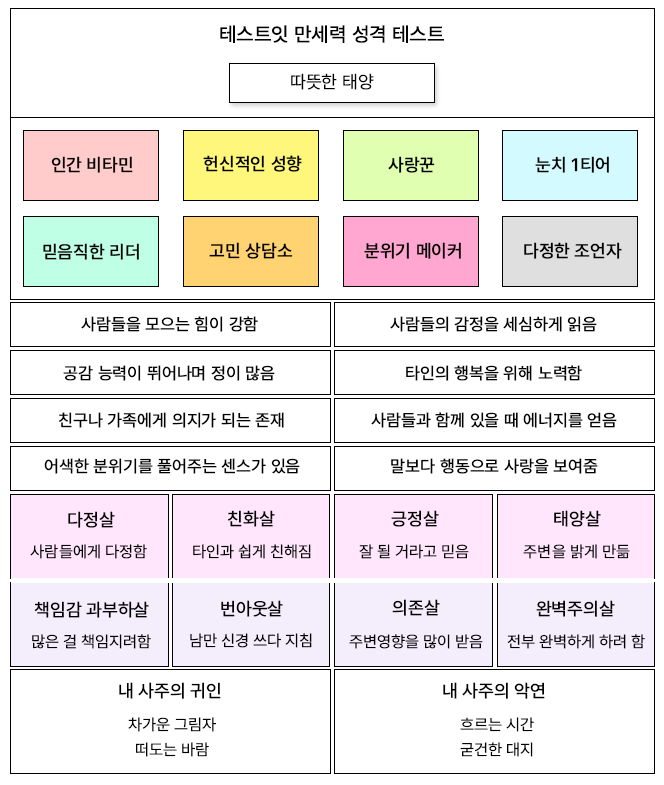 테스트잇 만세력 성격 테스트
따뜻한 태양
인간 비타민
헌신적인 성향
사랑꾼
눈치 1티어
믿음직한 리더
고민 상담소
분위기 메이커
다정한 조언자
사람들을 모으는 힘이 강함
사람들의 감정을 세심하게 읽음
공감 능력이 뛰어나며 정이 많음
타인의 행복을 위해 노력함
친구나 가족에게 의지가 되는 존재
사람들과 함께 있을 때 에너지를 얻음
어색한 분위기를 풀어주는 센스가 있음
말보다 행동으로 사랑을 보여줌
다정살
사람들에게 다정함
친화살
타인과 쉽게 친해짐
긍정살
잘 될 거라고 믿음
태양살
주변을 밝게 만듦
책임감 과부하살
많은 걸 책임지려함
번아웃살
남만 신경 쓰다 지침
의존살
주변영향을 많이 받음
완벽주의살
전부 완벽하게 하려 함
내 사주의 귀인
차가운 그림자
떠도는 바람
내 사주의 악연
흐르는 시간
굳건한 대지